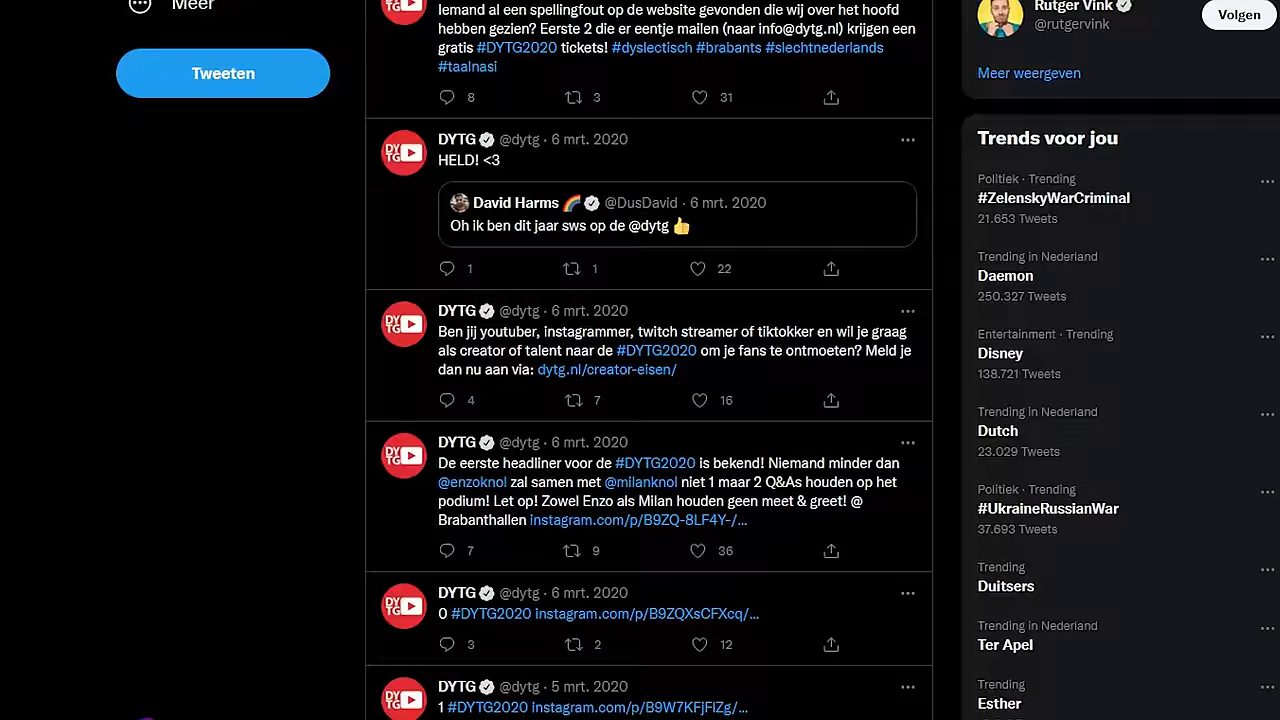 Meer
Tweeten
Iemand al een spellingfout op de website gevonden die wij over het hoofd
hebben gezien? Eerste 2 die er eentje mailen (naar info@dytg.nl) krijgen een
gratis #DYTG2020 tickets! #dyslectisch #brabants #slechtnederlands
#taalnasi
8 3 31
DYTG @dytg · 6 mrt. 2020
HELD! <3
David Harms 🌈 @DusDavid · 6 mrt. 2020
Oh ik ben dit jaar sws op de @dytg 👍
1 1 22
DYTG @dytg · 6 mrt. 2020
Ben jij youtuber, instagrammer, twitch streamer of tiktokker en wil je graag
als creator of talent naar de #DYTG2020 om je fans te ontmoeten? Meld je
dan nu aan via: dytg.nl/creator-eisen/
4 7 16
DYTG @dytg · 6 mrt. 2020
De eerste headliner voor de #DYTG2020 is bekend! Niemand minder dan
@enzoknol zal samen met @milanknol niet 1 maar 2 Q&As houden op het
podium! Let op! Zowel Enzo als Milan houden geen meet & greet! @
Brabanthallen instagram.com/p/B9ZQ-8LF4Y-/...
7 9 36
DYTG @dytg · 6 mrt. 2020
0 #DYTG2020 instagram.com/p/B9ZQXsCFXcq/...
3 2 12
DYTG @dytg · 5 mrt. 2020
1 #DYTG2020 instagram.com/p/B9W7KFjFlZg/...
Rutger Vink
@rutgervink
Volgen
Meer weergeven
Trends voor jou
Politiek · Trending
#ZelenskyWarCriminal
21.653 Tweets
Trending in Nederland
Daemon
250.327 Tweets
Entertainment · Trending
Disney
138.721 Tweets
Trending in Nederland
Dutch
23.029 Tweets
Politiek · Trending
#UkraineRussianWar
37.693 Tweets
Trending
Duitsers
Trending in Nederland
Ter Apel
Trending
Esther